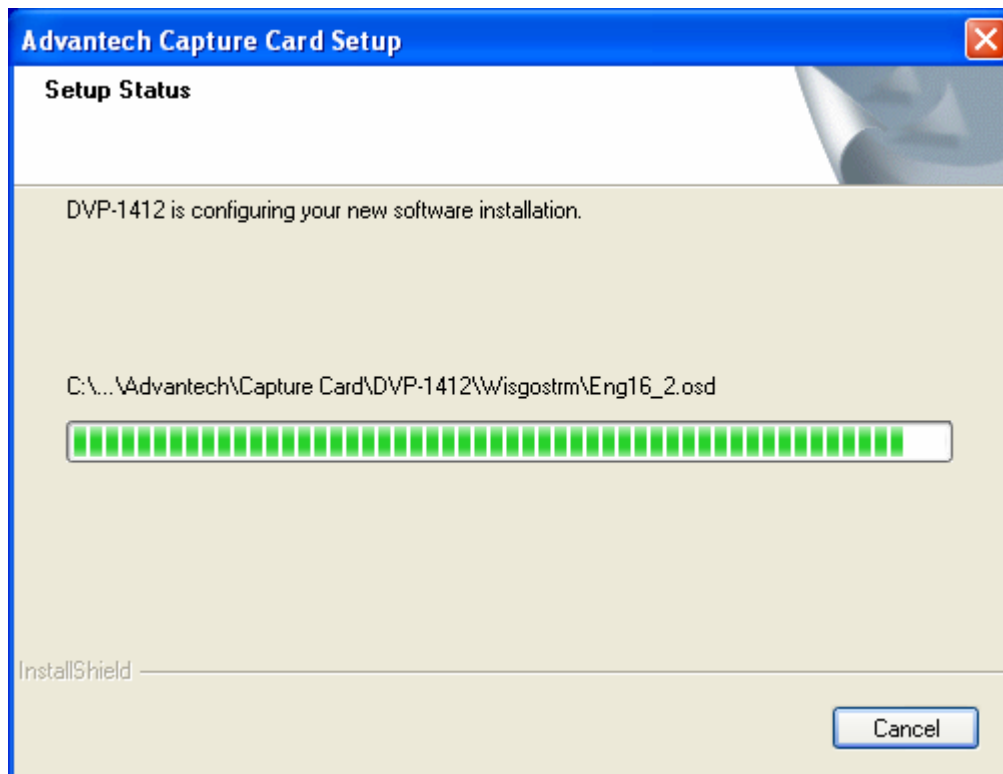 Advantech Capture Card Setup
Setup Status
DVP-1412 is configuring your new software installation.
C:\...\Advantech\Capture Card\DVP-1412\Wisgostrm\Eng16_2.osd
InstallShield
Cancel